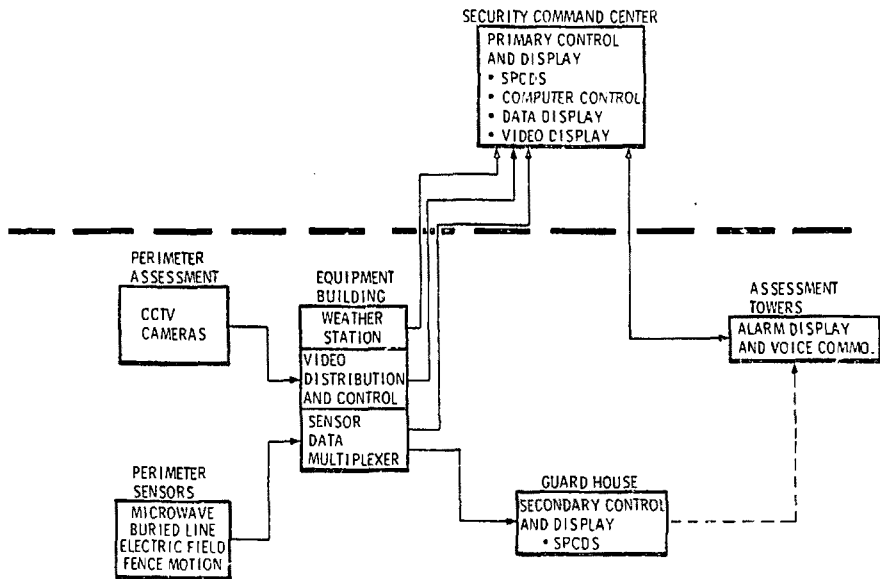 SECURITY COMMAND CENTER
PRIMARY CONTROL
AND DISPLAY
• SPCDS
• COMPUTER CONTROL
• DATA DISPLAY
• VIDEO DISPLAY
PERIMETER
ASSESSMENT
CCTV
CAMERAS
EQUIPMENT
BUILDING
WEATHER
STATION
VIDEO
DISTRIBUTION
AND CONTROL
SENSOR
DATA
MULTIPLEXER
ASSESSMENT
TOWERS
ALARM DISPLAY
AND VOICE COMMO.
PERIMETER
SENSORS
MICROWAVE
BURIED LINE
ELECTRIC FIELD
FENCE MOTION
GUARD HOUSE
SECONDARY CONTROL
AND DISPLAY
• SPCDS